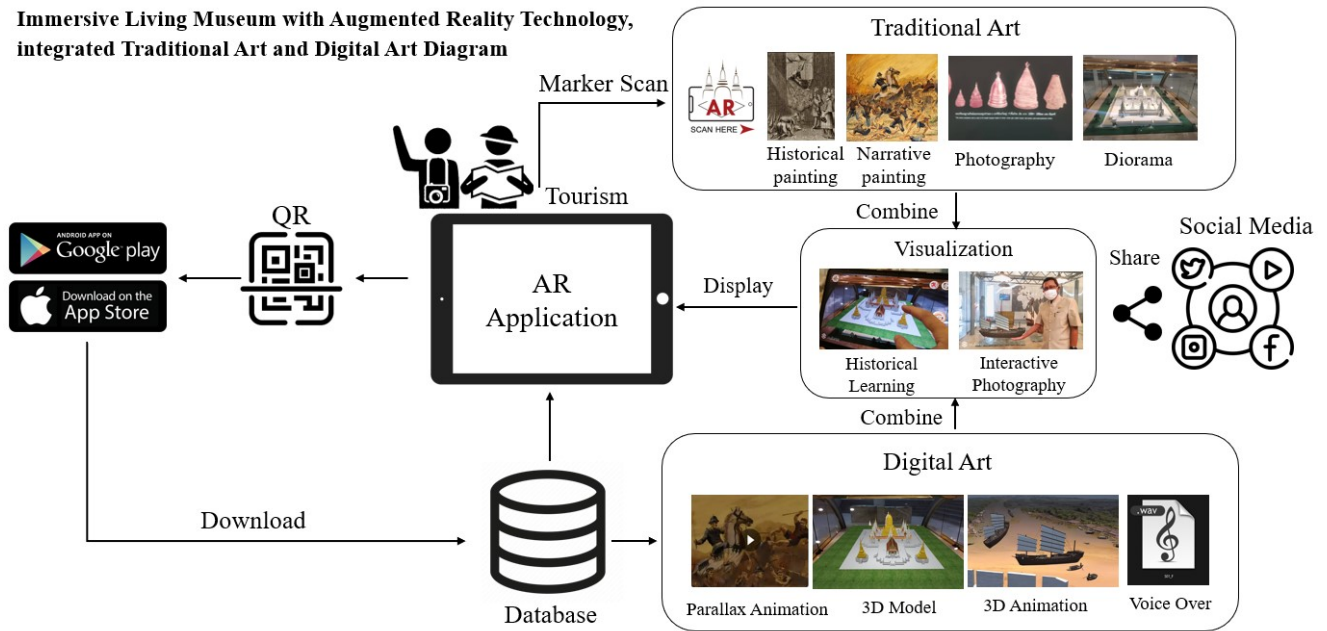 Immersive Living Museum with Augmented Reality Technology,
integrated Traditional Art and Digital Art Diagram
Traditional Art
Marker Scan
AR
SCAN HERE
Historical
painting
Narrative
painting
Photography
Diorama
Tourism
Combine
QR
ANDROID APP ON
Google play
Download on the
App Store
AR
Application
Display
Visualization
Historical
Learning
Interactive
Photography
Share
Social Media
Combine
Digital Art
Download
Database
.wav
Parallax Animation
3D Model
3D Animation
Voice Over